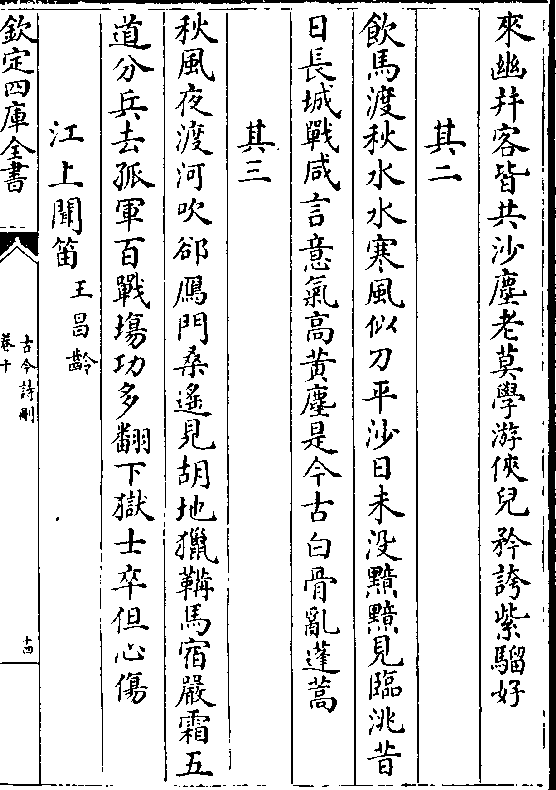 來幽并客皆共沙塵老莫學游俠兒矜誇紫騮好
其二
飲馬渡秋水水寒風似刀平沙日未没黯黯見臨洮昔
日長城戰咸言意氣高黄塵是今古白骨亂蓬蒿
其三
秋風夜渡河吹郤鴈門桑遙見胡地獵鞲馬宿嚴霜五
道分兵去孤軍百戰塲功多翻下獄士卒但心傷
江上聞笛
王昌齡
欽定四庫全書
古今詩刪
卷十
十四